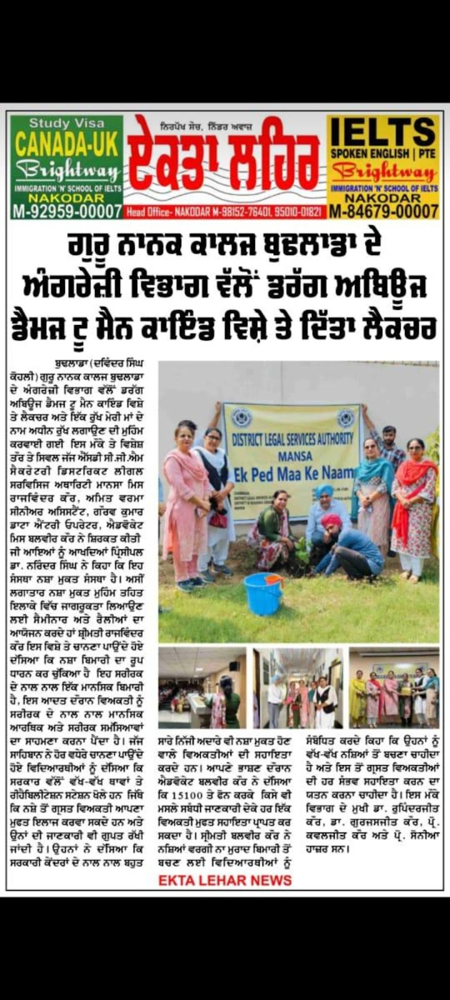 Study Visa
CANADA-UK
Brightway
IMMIGRATION 'N' SCHOOL OF IELTS
NAKODAR
M-92959-00007
ਨਿਰਪੱਖ ਸੋਚ, ਨਿੱਡਰ ਅਵਾਜ਼
ਏਕਤਾ ਲਹਿਰ
Head Office- NAKODAR M-98152-76401, 95010-01821
IELTS
SPOKEN ENGLISH | PTE
Brightway
IMMIGRATION 'N' SCHOOL OF IELTS
NAKODAR
M-84679-00007
ਗੁਰੂ ਨਾਨਕ ਕਾਲਜ ਬੁਢਲਾਡਾ ਦੇ
ਅੰਗਰੇਜ਼ੀ ਵਿਭਾਗ ਵੱਲੋਂ ਡਰੱਗ ਅਬਿਊਜ
ਡੈਮਜ ਟੂ ਮੈਨ ਕਾਇੰਡ ਵਿਸ਼ੇ ਤੇ ਦਿੱਤਾ ਲੈਕਚਰ
ਬੁਢਲਾਡਾ (ਦਵਿੰਦਰ ਸਿੰਘ
ਕੋਹਲੀ) ਗੁਰੂ ਨਾਨਕ ਕਾਲਜ ਬੁਢਲਾਡਾ
ਦੇ ਅੰਗਰੇਜ਼ੀ ਵਿਭਾਗ ਵੱਲੋਂ ਡਰੱਗ
ਅਬਿਊਜ ਡੈਮਜ ਟੂ ਮੈਨ ਕਾਇੰਡ ਵਿਸ਼ੇ
ਤੇ ਲੈਕਚਰ ਅਤੇ ਇੱਕ ਰੁੱਖ ਮੇਰੀ ਮਾਂ ਦੇ
ਨਾਮ ਅਧੀਨ ਰੁੱਖ ਲਗਾਉਣ ਦੀ ਮੁਹਿੰਮ
ਕਰਵਾਈ ਗਈ ਇਸ ਮੌਕੇ ਤੇ ਵਿਸ਼ੇਸ਼
ਤੌਰ ਤੇ ਸਿਵਲ ਜੱਜ ਐੱਸਡੀ ਸੀ.ਜੀ.ਐਮ
ਸੈਕਰੇਟਰੀ ਡਿਸਟਰਿਕਟ ਲੀਗਲ
ਸਰਵਿਸਿਜ ਅਥਾਰਿਟੀ ਮਾਨਸਾ ਮਿਸ
ਰਾਜਵਿੰਦਰ ਕੌਰ, ਅਮਿਤ ਵਰਮਾ
ਸੀਨੀਅਰ ਅਸਿਸਟੈਂਟ, ਗੌਰਵ ਕੁਮਾਰ
ਡਾਟਾ ਐਂਟਰੀ ਓਪਰੇਟਰ, ਐਡਵੋਕੇਟ
ਮਿਸ ਬਲਵੀਰ ਕੌਰ ਨੇ ਸ਼ਿਰਕਤ ਕੀਤੀ
ਜੀ ਆਇਆਂ ਨੂੰ ਆਖਦਿਆਂ ਪ੍ਰਿੰਸੀਪਲ
ਡਾ. ਨਰਿੰਦਰ ਸਿੰਘ ਨੇ ਕਿਹਾ ਕਿ ਇਹ
ਸੰਸਥਾ ਨਸ਼ਾ ਮੁਕਤ ਸੰਸਥਾ ਹੈ। ਅਸੀਂ
ਲਗਾਤਾਰ ਨਸ਼ਾ ਮੁਕਤ ਮੁਹਿੰਮ ਤਹਿਤ
ਇਲਾਕੇ ਵਿੱਚ ਜਾਗਰੂਕਤਾ ਲਿਆਉਣ
ਲਈ ਸੈਮੀਨਾਰ ਅਤੇ ਰੈਲੀਆਂ ਦਾ
ਆਯੋਜਨ ਕਰਦੇ ਹਾਂ ਸ਼੍ਰੀਮਤੀ ਰਾਜਵਿੰਦਰ
ਕੌਰ ਇਸ ਵਿਸ਼ੇ ਤੇ ਚਾਨਣਾ ਪਾਉਂਦੇ ਹੋਏ
ਦੱਸਿਆ ਕਿ ਨਸ਼ਾ ਬਿਮਾਰੀ ਦਾ ਰੂਪ
ਧਾਰਨ ਕਰ ਚੁੱਕਿਆ ਹੈ ਇਹ ਸਰੀਰਕ
ਦੇ ਨਾਲ ਨਾਲ ਇੱਕ ਮਾਨਸਿਕ ਬਿਮਾਰੀ
ਹੈ, ਇਸ ਆਦਤ ਦੌਰਾਨ ਵਿਅਕਤੀ ਨੂੰ
ਸਰੀਰਕ ਦੇ ਨਾਲ ਨਾਲ ਮਾਨਸਿਕ
ਆਰਥਿਕ ਅਤੇ ਸਰੀਰਕ ਸਮੱਸਿਆਵਾਂ
ਦਾ ਸਾਹਮਣਾ ਕਰਨਾ ਪੈਂਦਾ ਹੈ। ਜੱਜ
ਸਾਹਿਬਾਨ ਨੇ ਹੋਰ ਵਧੇਰੇ ਚਾਨਣਾ ਪਾਉਂਦੇ
ਹੋਏ ਵਿਦਿਆਰਥੀਆਂ ਨੂੰ ਦੱਸਿਆ ਕਿ
ਸਰਕਾਰ ਵੱਲੋਂ ਵੱਖ-ਵੱਖ ਥਾਵਾਂ ਤੇ
ਰੀਹੈਬਿਲੀਟੇਸ਼ਨ ਸਟੇਸ਼ਨ ਖੋਲੇ ਹਨ ਜਿੱਥੇ
ਕਿ ਨਸ਼ੇ ਤੋਂ ਗ੍ਰਸਤ ਵਿਅਕਤੀ ਆਪਣਾ
ਮੁਫਤ ਇਲਾਜ ਕਰਵਾ ਸਕਦੇ ਹਨ ਅਤੇ
ਉਨਾਂ ਦੀ ਜਾਣਕਾਰੀ ਵੀ ਗੁਪਤ ਰੱਖੀ
ਜਾਂਦੀ ਹੈ। ਉਹਨਾਂ ਨੇ ਦੱਸਿਆ ਕਿ
ਸਰਕਾਰੀ ਕੇਂਦਰਾਂ ਦੇ ਨਾਲ ਨਾਲ ਬਹੁਤ
DISTRICT LEGAL SERVICES AUTHORITY
MANSA
Ek Ped Maa Ke Naam
ਸਾਰੇ ਨਿੱਜੀ ਅਦਾਰੇ ਵੀ ਨਸ਼ਾ ਮੁਕਤ ਹੋਣ
ਵਾਲੇ ਵਿਅਕਤੀਆਂ ਦੀ ਸਹਾਇਤਾ
ਕਰਦੇ ਹਨ। ਆਪਣੇ ਭਾਸ਼ਣ ਦੌਰਾਨ
ਐਡਵੋਕੇਟ ਬਲਵੀਰ ਕੌਰ ਨੇ ਦੱਸਿਆ
ਕਿ 15100 ਤੇ ਫੋਨ ਕਰਕੇ ਕਿਸੇ ਵੀ
ਮਸਲੇ ਸਬੰਧੀ ਜਾਣਕਾਰੀ ਦੇਕੇ ਹਰ ਇੱਕ
ਵਿਅਕਤੀ ਮੁਫਤ ਸਹਾਇਤਾ ਪ੍ਰਾਪਤ ਕਰ
ਸਕਦਾ ਹੈ। ਸ੍ਰੀਮਤੀ ਬਲਵੀਰ ਕੌਰ ਨੇ
ਨਸ਼ਿਆਂ ਵਰਗੀ ਨਾ ਮੁਰਾਦ ਬਿਮਾਰੀ ਤੋਂ
ਬਚਣ ਲਈ ਵਿਦਿਆਰਥੀਆਂ ਨੂੰ
ਸੰਬੋਧਿਤ ਕਰਦੇ ਕਿਹਾ ਕਿ ਉਹਨਾਂ ਨੂੰ
ਵੱਖ-ਵੱਖ ਨਸ਼ਿਆਂ ਤੋਂ ਬਚਣਾ ਚਾਹੀਦਾ
ਹੈ ਅਤੇ ਇਸ ਤੋਂ ਗ੍ਰਸਤ ਵਿਅਕਤੀਆਂ
ਦੀ ਹਰ ਸੰਭਵ ਸਹਾਇਤਾ ਕਰਨ ਦਾ
ਯਤਨ ਕਰਨਾ ਚਾਹੀਦਾ ਹੈ। ਇਸ ਮੌਕੇ
ਵਿਭਾਗ ਦੇ ਮੁਖੀ ਡਾ. ਰੁਪਿੰਦਰਜੀਤ
ਕੌਰ, ਡਾ. ਗੁਰਜਸਜੀਤ ਕੌਰ, ਪ੍ਰੋ.
ਕਵਲਜੀਤ ਕੌਰ ਅਤੇ ਪ੍ਰੋ. ਸੋਨੀਆ
ਹਾਜ਼ਰ ਸਨ।
EKTA LEHAR NEWS